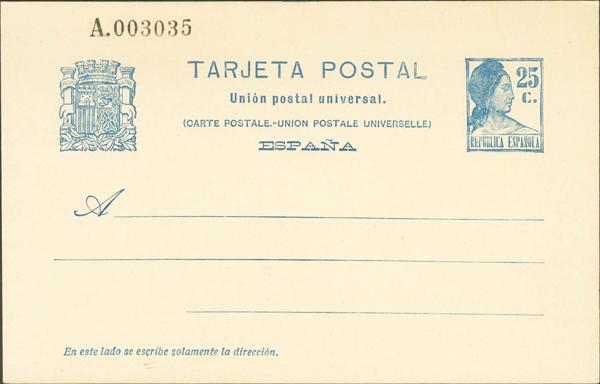 A.003035
TARJETA POSTAL
Unión postal universal.
(CARTE POSTALE.-UNION POSTALE UNIVERSELLE)
ESPAÑA
25
C.
REPUBLICA ESPAÑOLA
A
En este lado se escribe solamente la dirección.